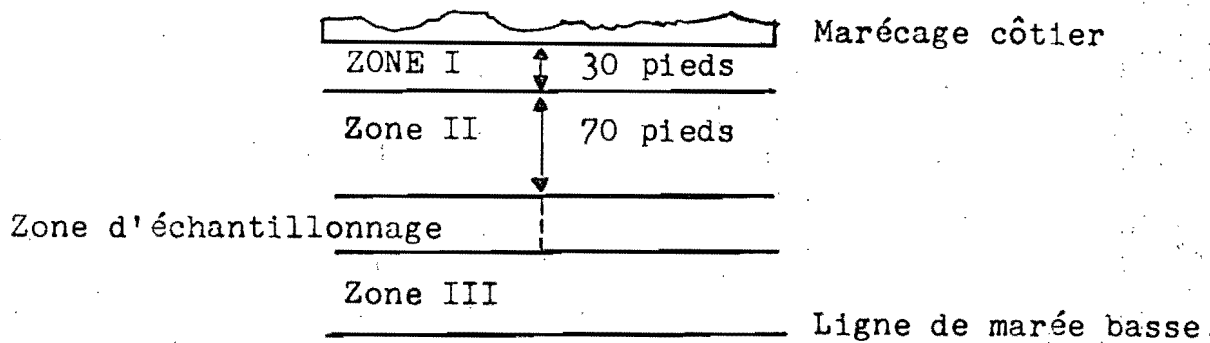 Marécage côtier
ZONE I 30 pieds
Zone II 70 pieds
Zone d'échantillonnage
Zone III
Ligne de marée basse